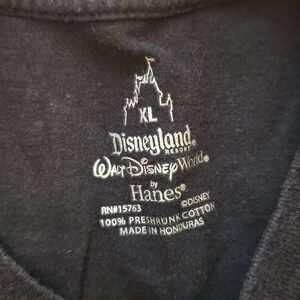 XL
Disneyland®
RESORT
Walt Disney World®
by
Hanes®
RN#15763 ©DISNEY
100% PRESHRUNK COTTON
MADE IN HONDURAS